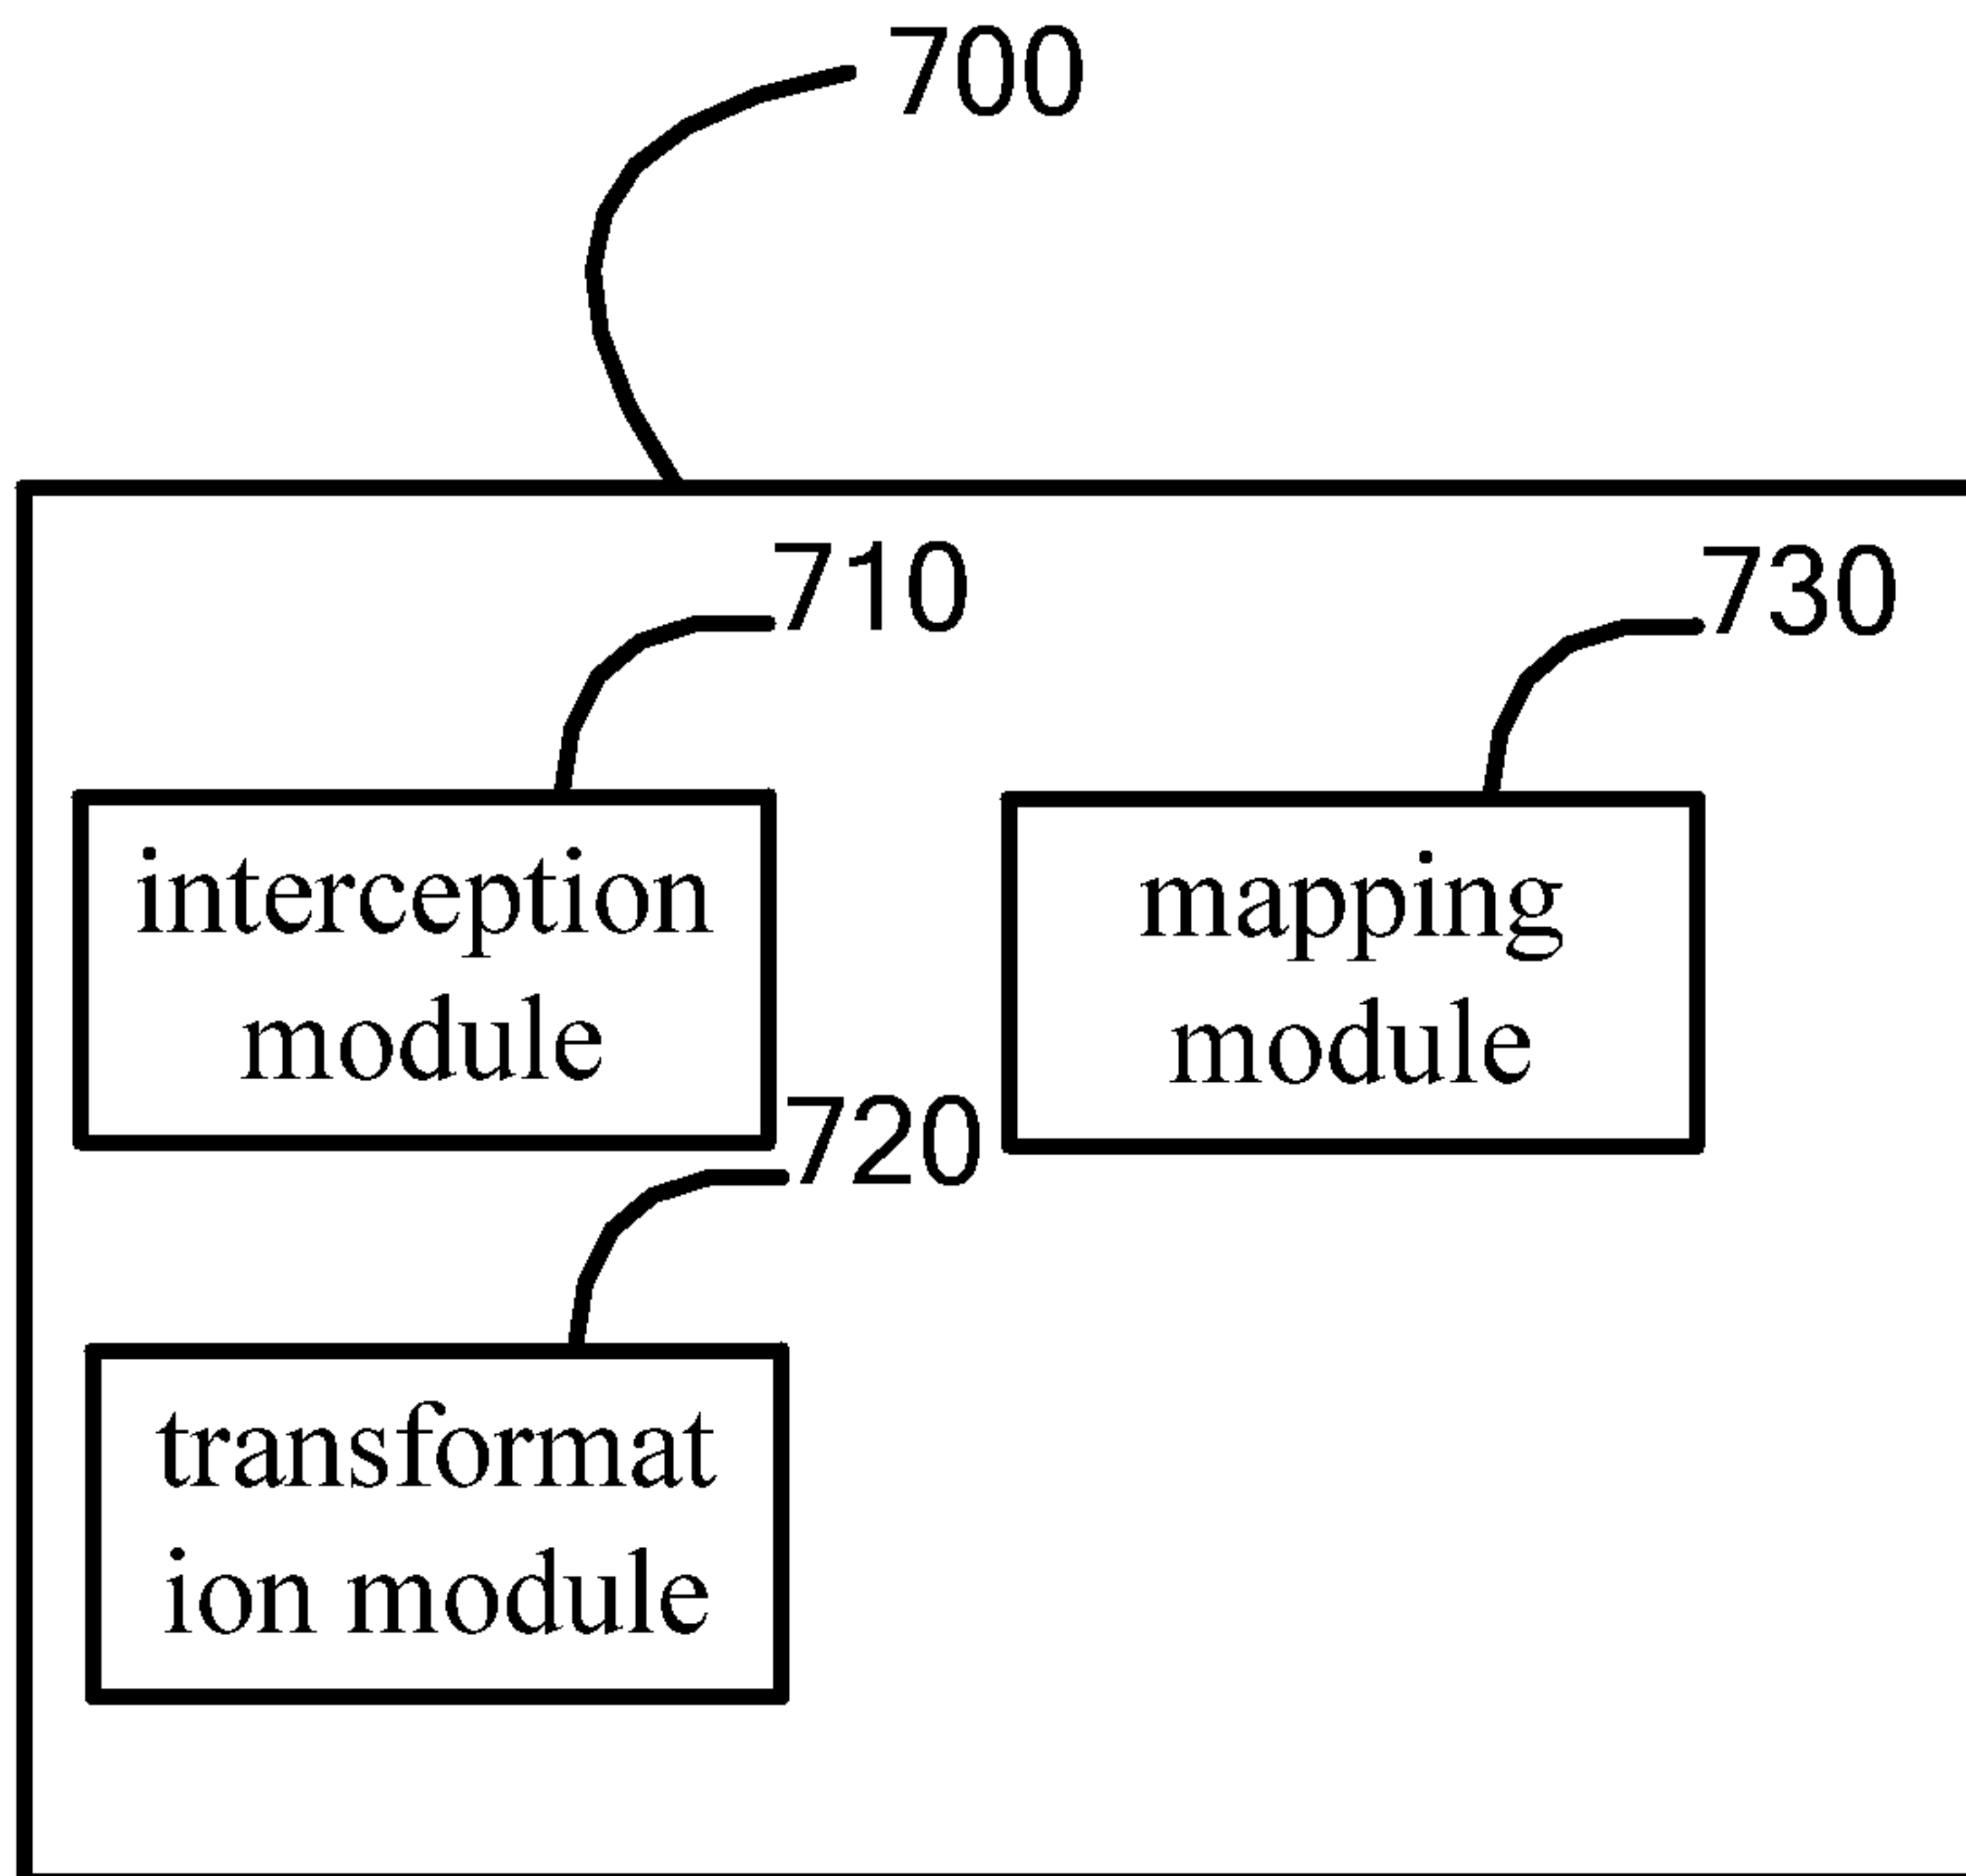 700
710
730
interception
module
mapping
module
720
transformat
ion module